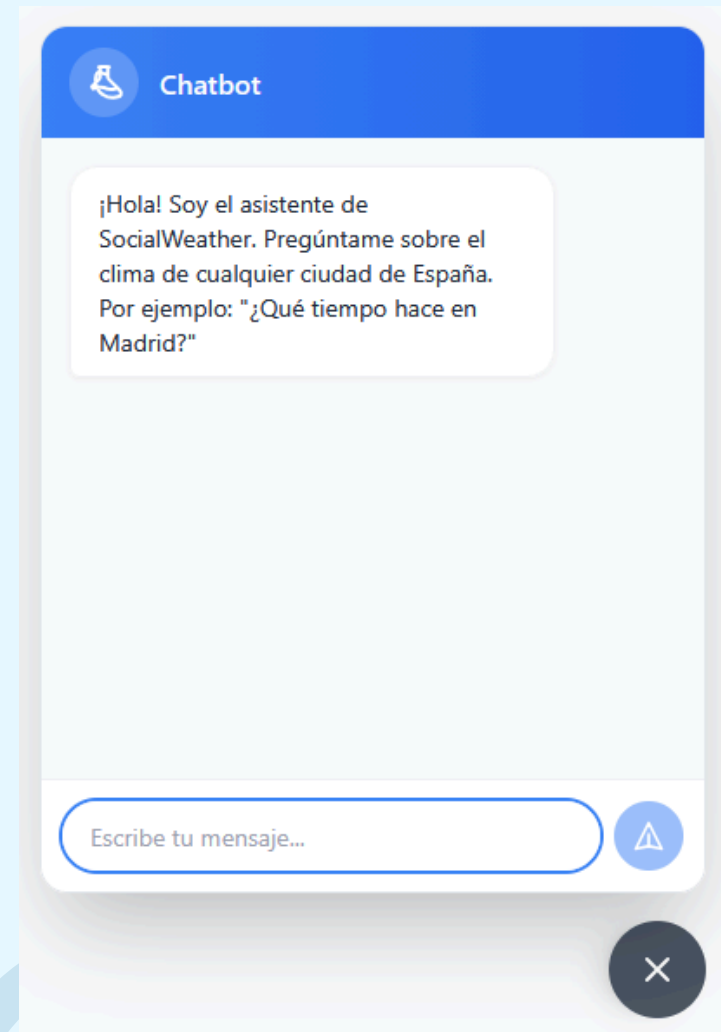 Chatbot
¡Hola! Soy el asistente de
SocialWeather. Pregúntame sobre el
clima de cualquier ciudad de España.
Por ejemplo: "¿Qué tiempo hace en
Madrid?"
Escribe tu mensaje...